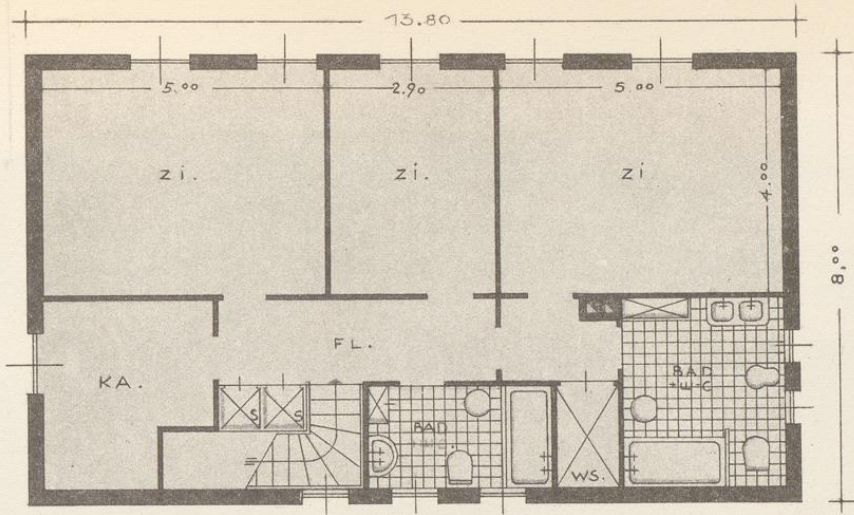 13.80
5.00
2.90
5.00
zi.
zi.
zi
4.00
8,00
FL.
KA.
S
S
BAD
+W-C.
BAD
+W-C
WS.